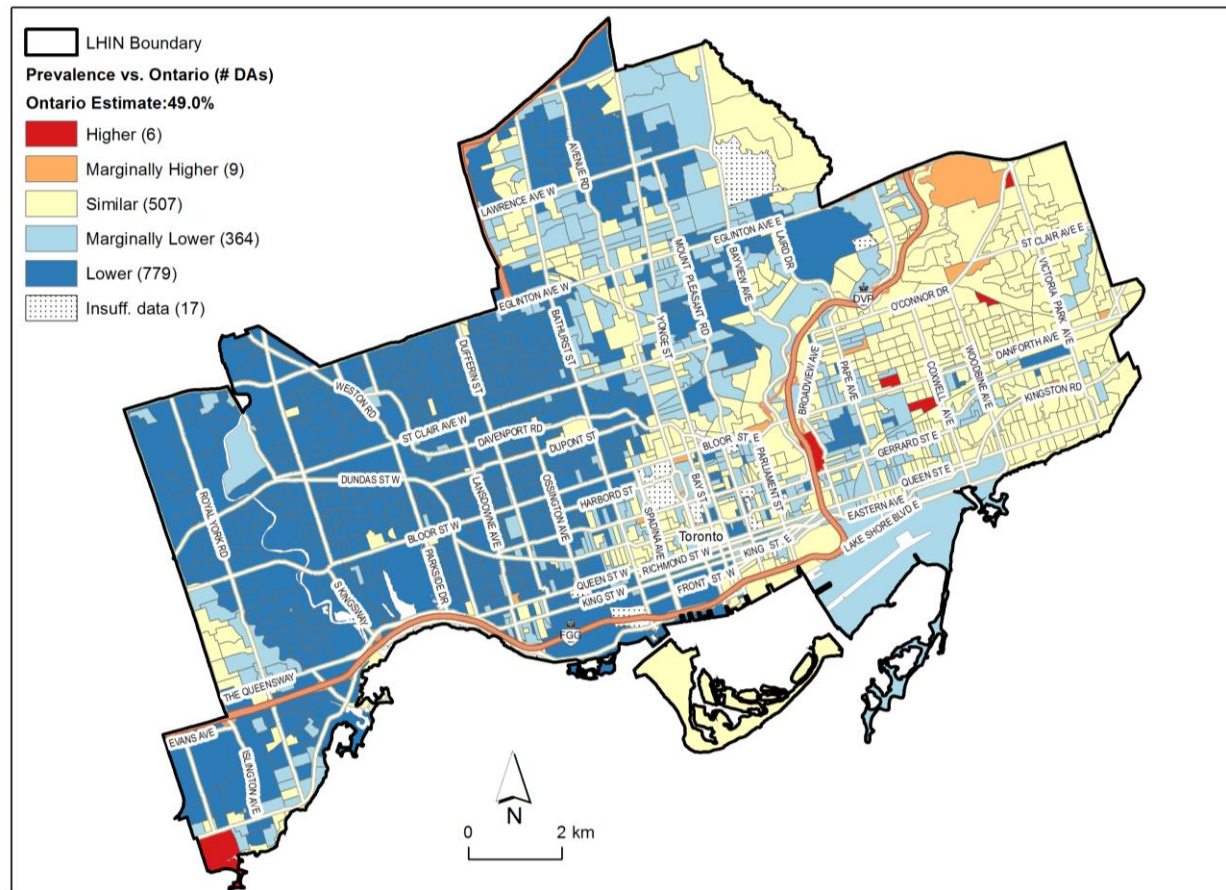 LHIN Boundary
Prevalence vs. Ontario (# DAs)
Ontario Estimate:49.0%
Higher (6)
Marginally Higher (9)
Similar (507)
Marginally Lower (364)
Lower (779)
Insuff. data (17)
AVENUE RD
LAWRENCE AVE W
EGLINTON AVE E
LAIRD DR
MOUNT PLEASANT RD
BAYVIEW AVE
ST CLAIR AVE E
VICTORIA PARK AVE
DVP
O'CONNOR DR
EGLINTON AVE W
BATHURST ST
YONGE ST
DUFFERIN ST
DANFORTH AVE
WOODBINE AVE
COXWELL AVE
KINGSTON RD
BROADVIEW AVE
PAPE AVE
WESTON RD
ST CLAIR AVE W
DAVENPORT RD
DUPONT ST
BLOOR ST E
PARLIAMENT ST
GERRARD ST E
QUEEN ST E
EASTERN AVE
LAKE SHORE BLVD E
DUNDAS ST W
LANSDOWNE AVE
OSSINGTON AVE
HARBORD ST
BAY ST
SPADINA AVE
Toronto
ROYAL YORK RD
BLOOR ST W
PARKSIDE DR
S KINGSWAY
QUEEN ST W
RICHMOND ST W
KING ST E
KING ST W
FRONT ST W
FGG
THE QUEENSWAY
EVANS AVE
ISLINGTON AVE
N
0 2 km